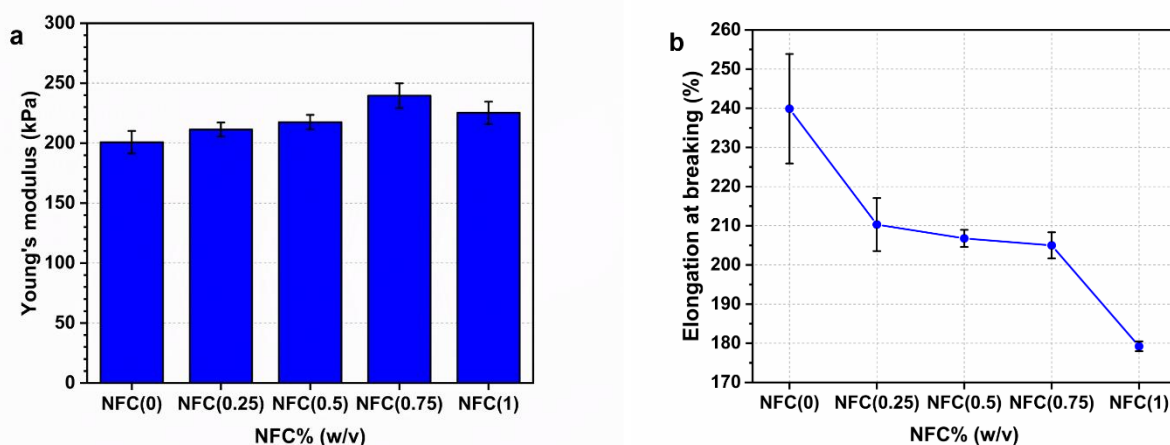 a
300
250
200
150
100
50
0
Young's modulus (kPa)
NFC(0) NFC(0.25) NFC(0.5) NFC(0.75) NFC(1)
NFC% (w/v)
b
260
250
240
230
220
210
200
190
180
170
Elongation at breaking (%)
NFC(0) NFC(0.25) NFC(0.5) NFC(0.75) NFC(1)
NFC% (w/v)